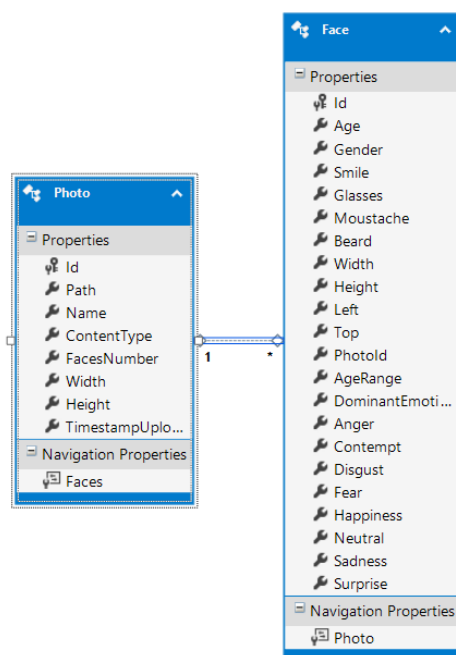 Photo
Properties
Id
Path
Name
ContentType
FacesNumber
Width
Height
TimestampUplo...
Navigation Properties
Faces
1
*
Face
Properties
Id
Age
Gender
Smile
Glasses
Moustache
Beard
Width
Height
Left
Top
PhotoId
AgeRange
DominantEmoti...
Anger
Contempt
Disgust
Fear
Happiness
Neutral
Sadness
Surprise
Navigation Properties
Photo